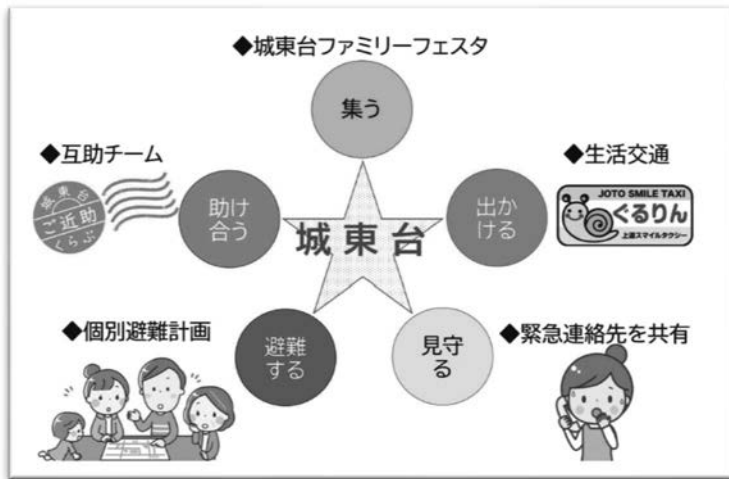 ◆城東台ファミリーフェスタ
集う
◆互助チーム
城東台
ご近助
くらぶ
助け
合う
城東台
出か
ける
◆生活交通
JOTO SMILE TAXI
ぐるりん
上道スマイルタクシー
◆個別避難計画
避難
する
見守
る
◆緊急連絡先を共有